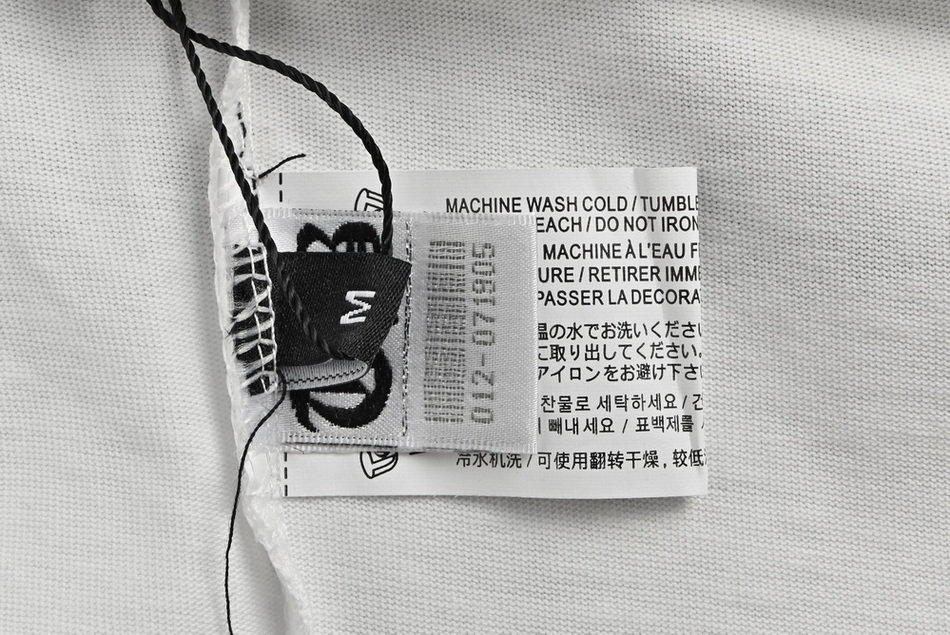 MACHINE WASH COLD / TUMBLE
EACH / DO NOT IRON
MACHINE À L'EAU F
URE / RETIRER IMME
PASSER LA DECORA
温の水でお洗いくださ
に取り出してください。
アイロンをお避け下さ
찬물로 세탁하세요 /
빼내세요 / 표백제를
冷水机洗 / 可使用翻转干燥, 较低
M
012-071905